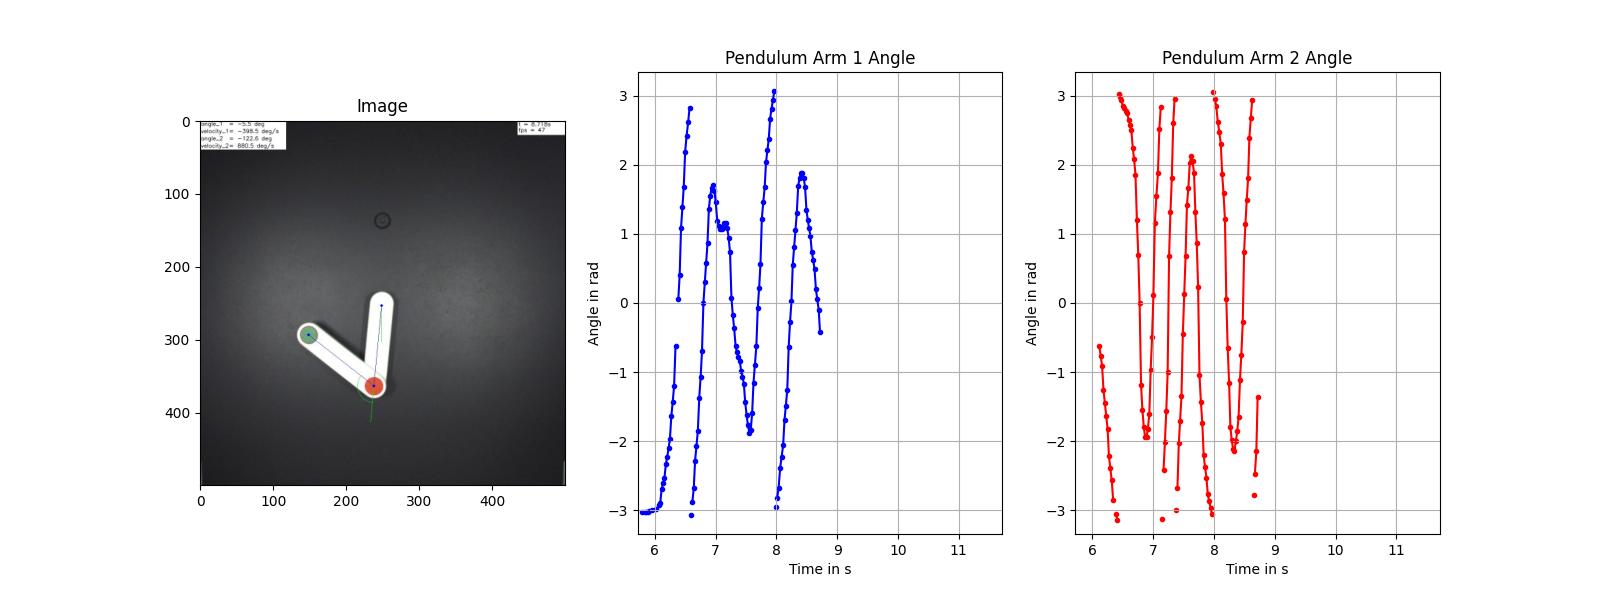 Image
angle_1 = -5.5 deg
velocity_1= -398.5 deg/s
angle_2 = -122.6 deg
velocity_2= 880.5 deg/s
t = 8.718s
fps = 47
0
100
200
300
400
0 100 200 300 400
Pendulum Arm 1 Angle
Angle in rad
3
2
1
0
−1
−2
−3
6 7 8 9 10 11
Time in s
Pendulum Arm 2 Angle
Angle in rad
3
2
1
0
−1
−2
−3
6 7 8 9 10 11
Time in s